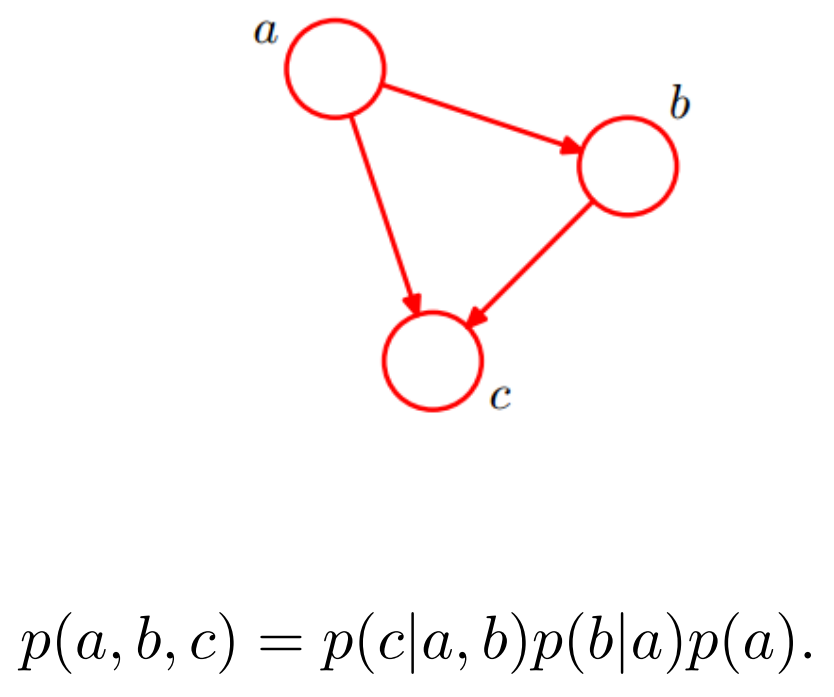 a
b
c
p(a, b, c) = p(c|a, b)p(b|a)p(a).